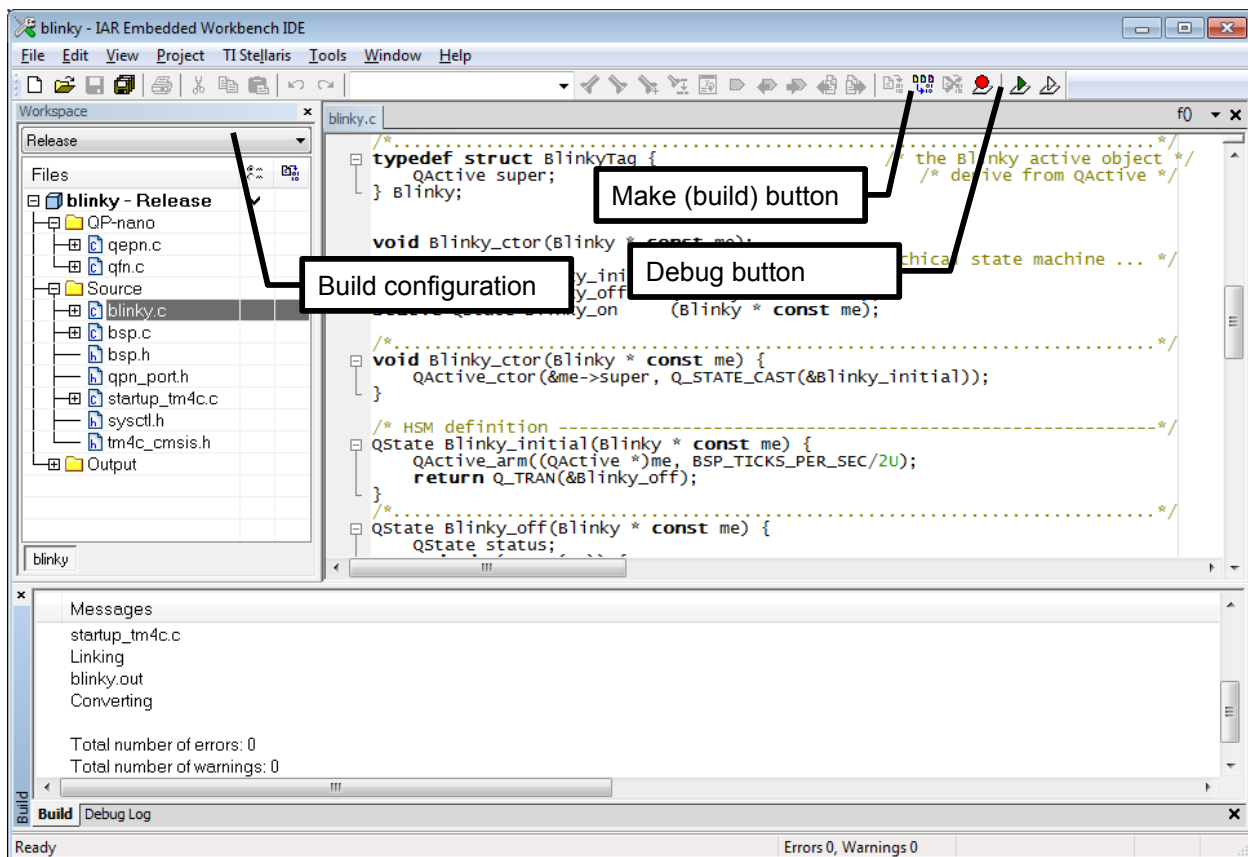 blinky - IAR Embedded Workbench IDE
File Edit View Project TI Stellaris Tools Window Help
Workspace
Release
Files
blinky - Release
QP-nano
qepn.c
qfn.c
Source
blinky.c
bsp.c
bsp.h
qpn_port.h
startup_tm4c.c
sysctl.h
tm4c_cmsis.h
Output
blinky
blinky.c
f()
/*..........................................................................*/
typedef struct BlinkyTag { /* the Blinky active object */
QActive super; /* derive from QActive */
} Blinky;
void Blinky_ctor(Blinky * const me);
chical state machine ... */
(Blinky * const me);
/*..........................................................................*/
void Blinky_ctor(Blinky * const me) {
QActive_ctor(&me->super, Q_STATE_CAST(&Blinky_initial));
}
/* HSM definition ----------------------------------------------------------*/
QState Blinky_initial(Blinky * const me) {
QActive_arm((QActive *)me, BSP_TICKS_PER_SEC/2U);
return Q_TRAN(&Blinky_off);
}
/*..........................................................................*/
QState Blinky_off(Blinky * const me) {
QState status;
Make (build) button
Debug button
Build configuration
Messages
startup_tm4c.c
Linking
blinky.out
Converting
Total number of errors: 0
Total number of warnings: 0
Build
Build Debug Log
Ready
Errors 0, Warnings 0